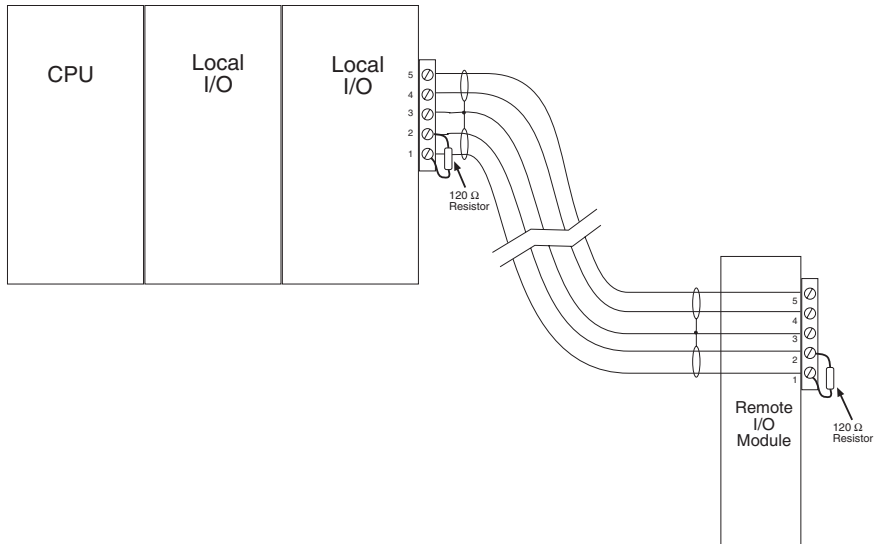 CPU
Local
I/O
Local
I/O
5
4
3
2
1
120 Ω
Resistor
5
4
3
2
1
Remote
I/O
Module
120 Ω
Resistor